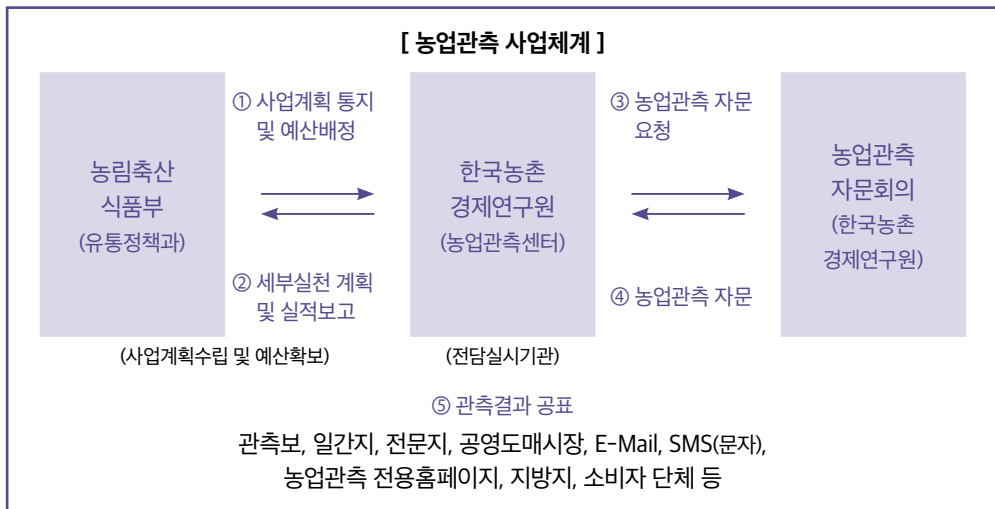 [ 농업관측 사업체계 ]
농림축산
식품부
(유통정책과)
① 사업계획 통지
및 예산배정
② 세부실천 계획
및 실적보고
(사업계획수립 및 예산확보)
한국농촌
경제연구원
(농업관측센터)
(전담실시기관)
③ 농업관측 자문
요청
④ 농업관측 자문
농업관측
자문회의
(한국농촌
경제연구원)
⑤ 관측결과 공표
관측보, 일간지, 전문지, 공영도매시장, E-Mail, SMS(문자),
농업관측 전용홈페이지, 지방지, 소비자 단체 등